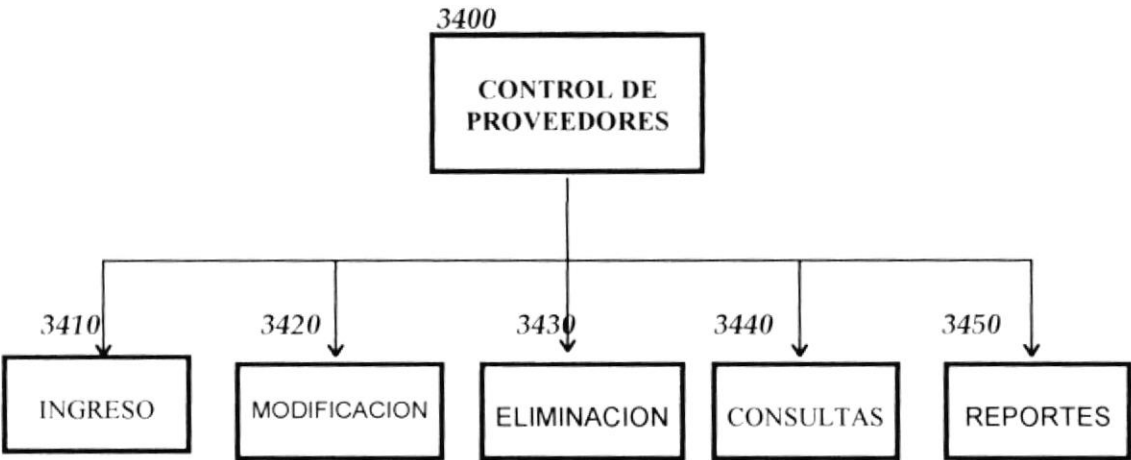 3400
CONTROL DE
PROVEEDORES
3410
3420
3430
3440
3450
INGRESO
MODIFICACION
ELIMINACION
CONSULTAS
REPORTES